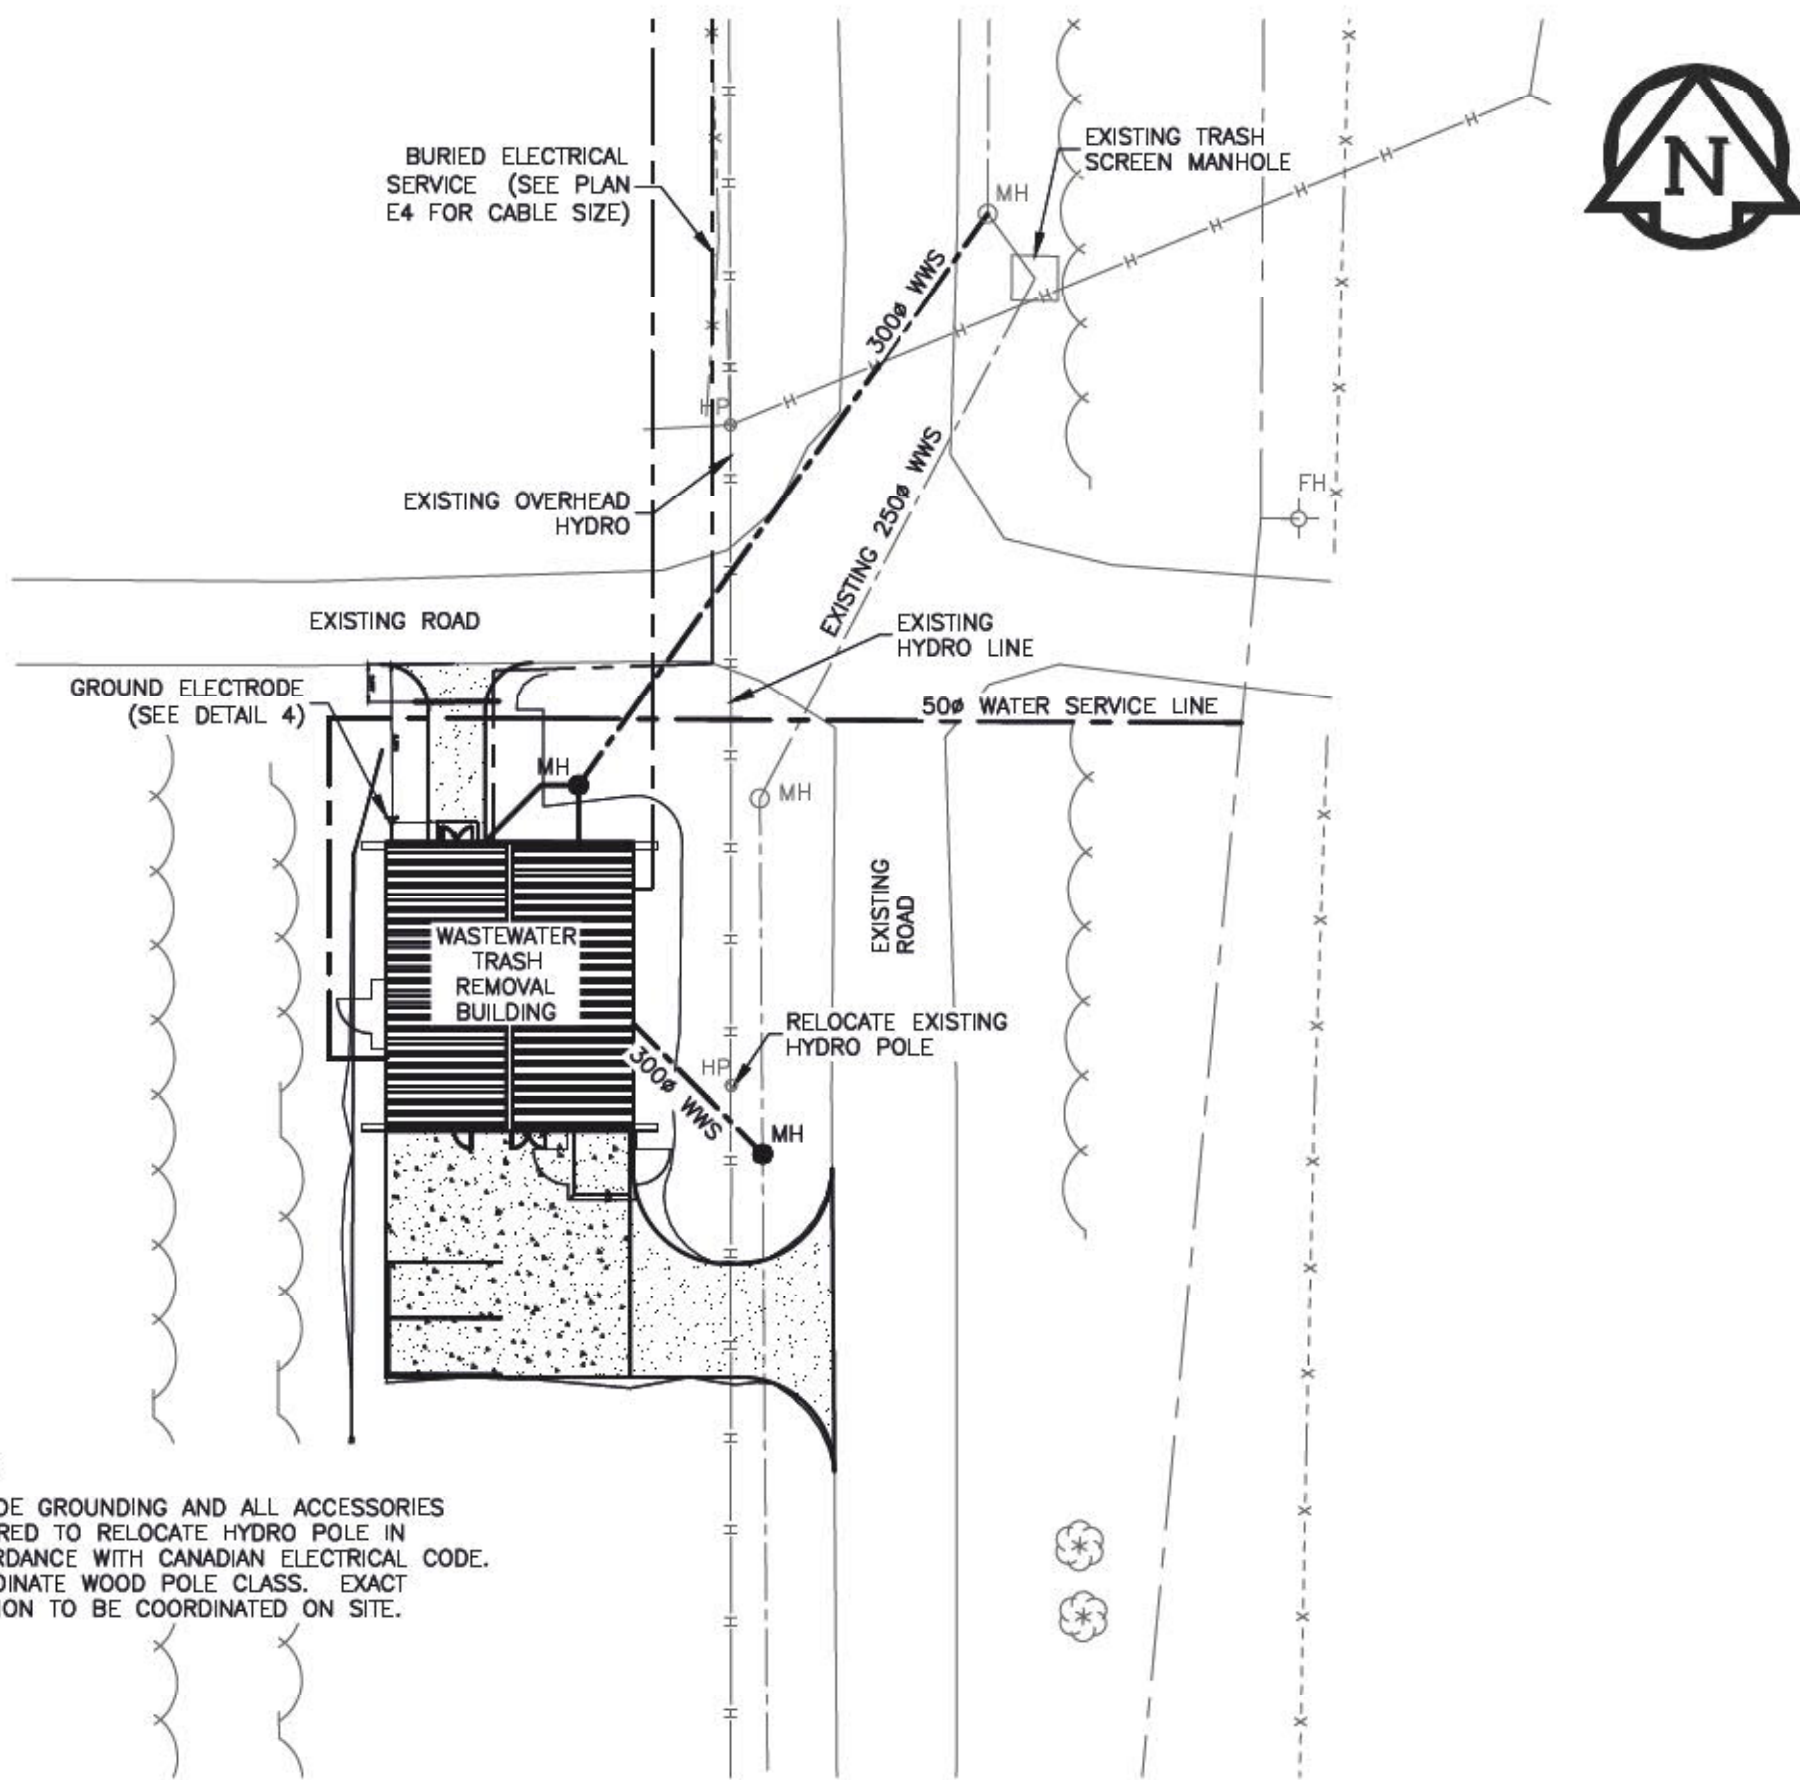 N
BURIED ELECTRICAL
SERVICE (SEE PLAN
E4 FOR CABLE SIZE)
EXISTING TRASH
SCREEN MANHOLE
MH
300ø WWS
HP
EXISTING OVERHEAD
HYDRO
EXISTING 250ø WWS
FH
EXISTING ROAD
EXISTING
HYDRO LINE
GROUND ELECTRODE
(SEE DETAIL 4)
50ø WATER SERVICE LINE
MH
MH
EXISTING
ROAD
WASTEWATER
TRASH
REMOVAL
BUILDING
RELOCATE EXISTING
HYDRO POLE
HP
300ø WWS
MH
GROUNDING AND ALL ACCESSORIES
TO RELOCATE HYDRO POLE IN
WITH CANADIAN ELECTRICAL CODE.
WOOD POLE CLASS. EXACT
TO BE COORDINATED ON SITE.